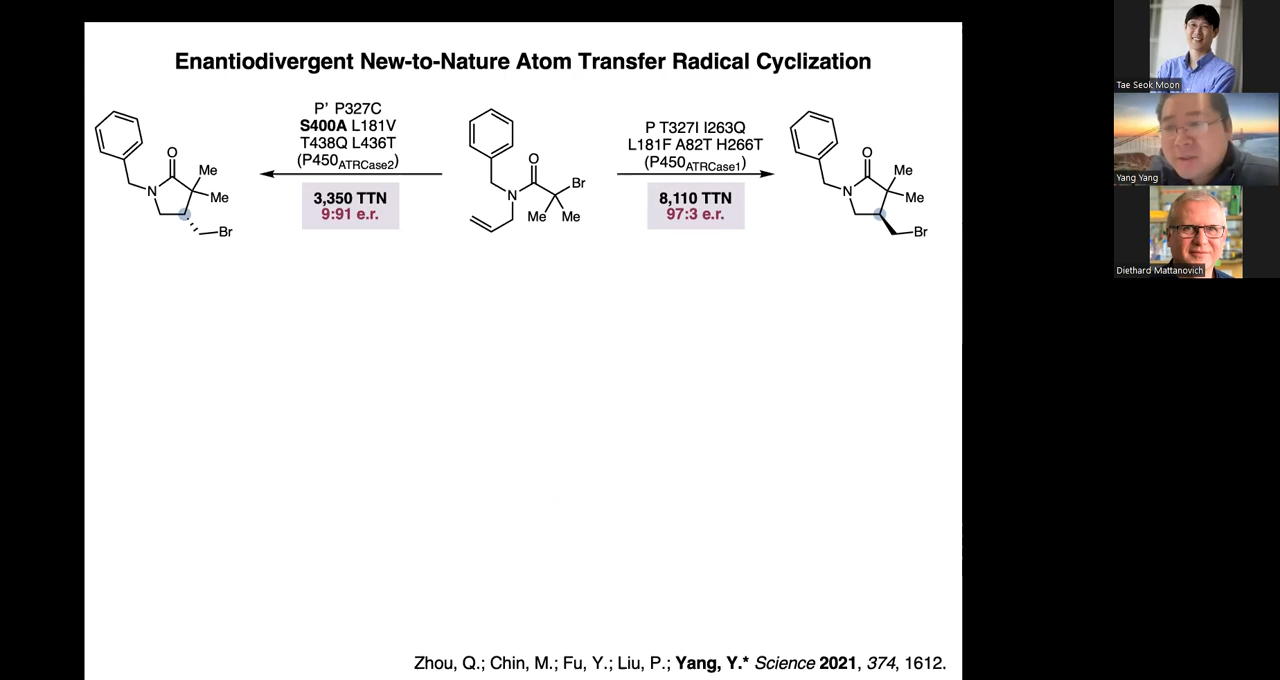 Enantiodivergent New-to-Nature Atom Transfer Radical Cyclization
P' P327C
S400A L181V
T438Q L436T
(P450ATRCase2)
3,350 TTN
9:91 e.r.
P T327I I263Q
L181F A82T H266T
(P450ATRCase1)
8,110 TTN
97:3 e.r.
O
N
Me
Me
Br
O
N
Br
Me Me
O
N
Me
Me
Br
Zhou, Q.; Chin, M.; Fu, Y.; Liu, P.; Yang, Y.* Science 2021, 374, 1612.
Tae Seok Moon
Yang Yang
Diethard Mattanovich